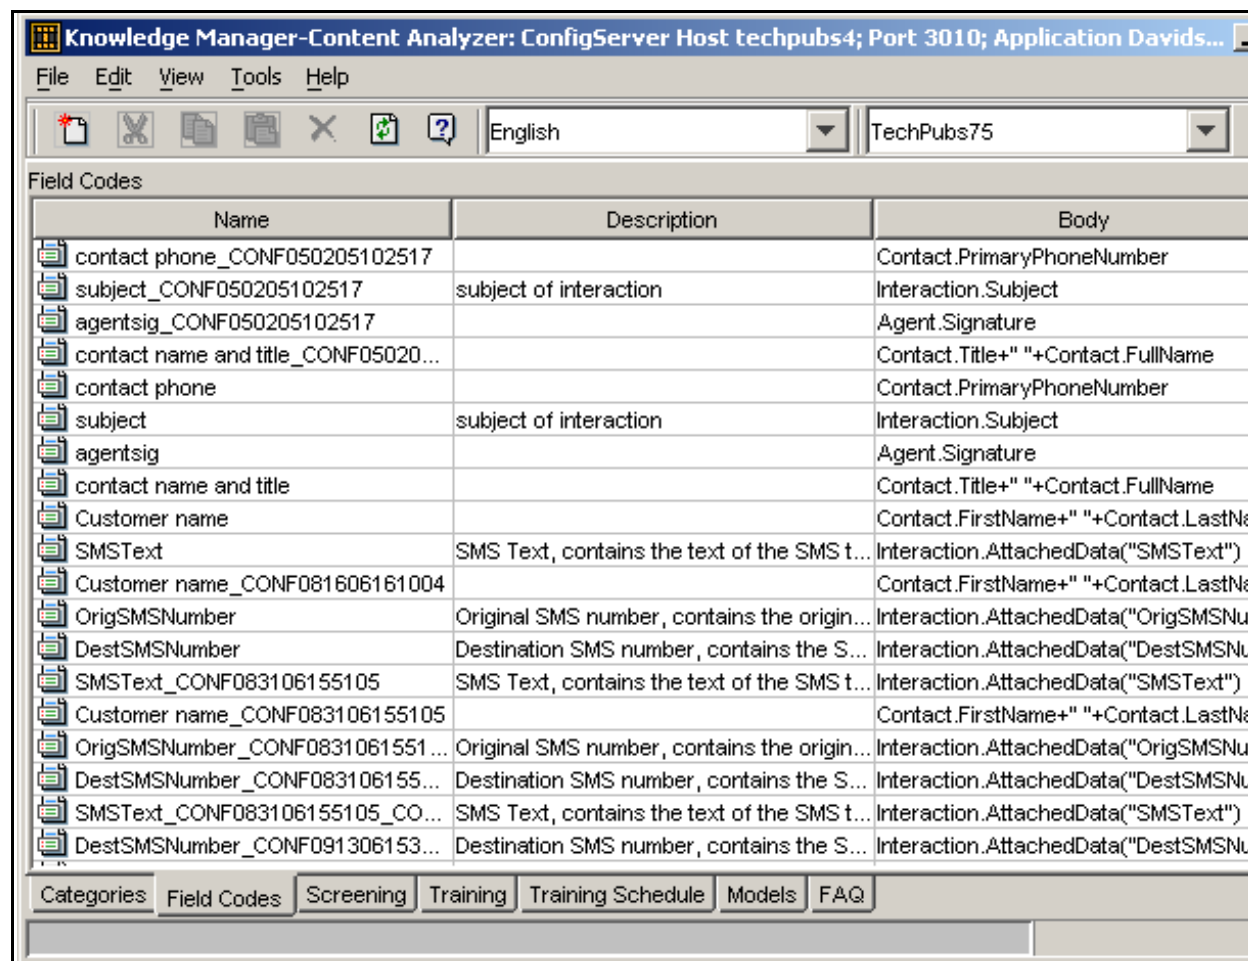 Knowledge Manager-Content Analyzer: ConfigServer Host techpubs4; Port 3010; Application Davids...
File Edit View Tools Help
English TechPubs75
Field Codes
Name Description Body
contact phone_CONF050205102517 Contact.PrimaryPhoneNumber
subject_CONF050205102517 subject of interaction Interaction.Subject
agentsig_CONF050205102517 Agent.Signature
contact name and title_CONF05020... Contact.Title+" "+Contact.FullName
contact phone Contact.PrimaryPhoneNumber
subject subject of interaction Interaction.Subject
agentsig Agent.Signature
contact name and title Contact.Title+" "+Contact.FullName
Customer name Contact.FirstName+" "+Contact.LastNa
SMSText SMS Text, contains the text of the SMS t... Interaction.AttachedData("SMSText")
Customer name_CONF081606161004 Contact.FirstName+" "+Contact.LastNa
OrigSMSNumber Original SMS number, contains the origin... Interaction.AttachedData("OrigSMSNu
DestSMSNumber Destination SMS number, contains the S... Interaction.AttachedData("DestSMSNu
SMSText_CONF083106155105 SMS Text, contains the text of the SMS t... Interaction.AttachedData("SMSText")
Customer name_CONF083106155105 Contact.FirstName+" "+Contact.LastNa
OrigSMSNumber_CONF0831061551... Original SMS number, contains the origin... Interaction.AttachedData("OrigSMSNu
DestSMSNumber_CONF083106155... Destination SMS number, contains the S... Interaction.AttachedData("DestSMSNu
SMSText_CONF083106155105_CO... SMS Text, contains the text of the SMS t... Interaction.AttachedData("SMSText")
DestSMSNumber_CONF091306153... Destination SMS number, contains the S... Interaction.AttachedData("DestSMSNu
Categories Field Codes Screening Training Training Schedule Models FAQ